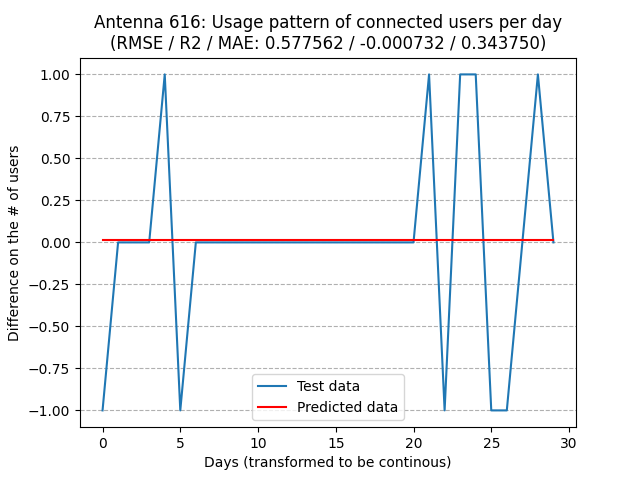 Antenna 616: Usage pattern of connected users per day
(RMSE / R2 / MAE: 0.577562 / -0.000732 / 0.343750)
1.00
0.75
0.50
0.25
0.00
−0.25
−0.50
−0.75
−1.00
Difference on the # of users
Test data
Predicted data
0 5 10 15 20 25 30
Days (transformed to be continous)